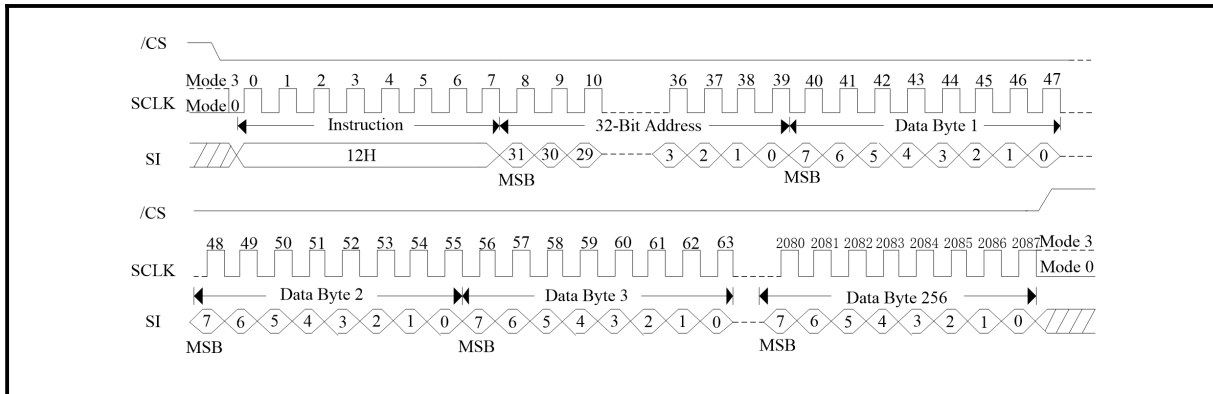 /CS
Mode 3 0 1 2 3 4 5 6 7 8 9 10 36 37 38 39 40 41 42 43 44 45 46 47
SCLK Mode 0
Instruction 32-Bit Address Data Byte 1
SI 12H 31 30 29 3 2 1 0 7 6 5 4 3 2 1 0
MSB MSB
/CS
48 49 50 51 52 53 54 55 56 57 58 59 60 61 62 63 2080 2081 2082 2083 2084 2085 2086 2087 Mode 3
SCLK Mode 0
Data Byte 2 Data Byte 3 Data Byte 256
SI 7 6 5 4 3 2 1 0 7 6 5 4 3 2 1 0 7 6 5 4 3 2 1 0
MSB MSB MSB